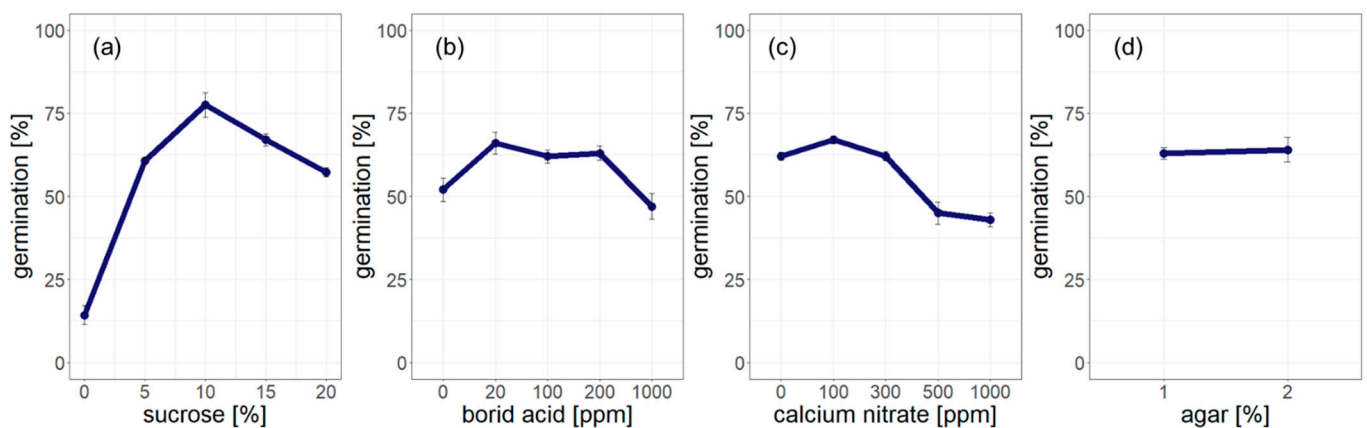 (a)
germination [%]
100
75
50
25
0
0 5 10 15 20
sucrose [%]
(b)
germination [%]
100
75
50
25
0
0 20 100 200 1000
borid acid [ppm]
(c)
germination [%]
100
75
50
25
0
0 100 300 500 1000
calcium nitrate [ppm]
(d)
germination [%]
100
75
50
25
0
1 2
agar [%]